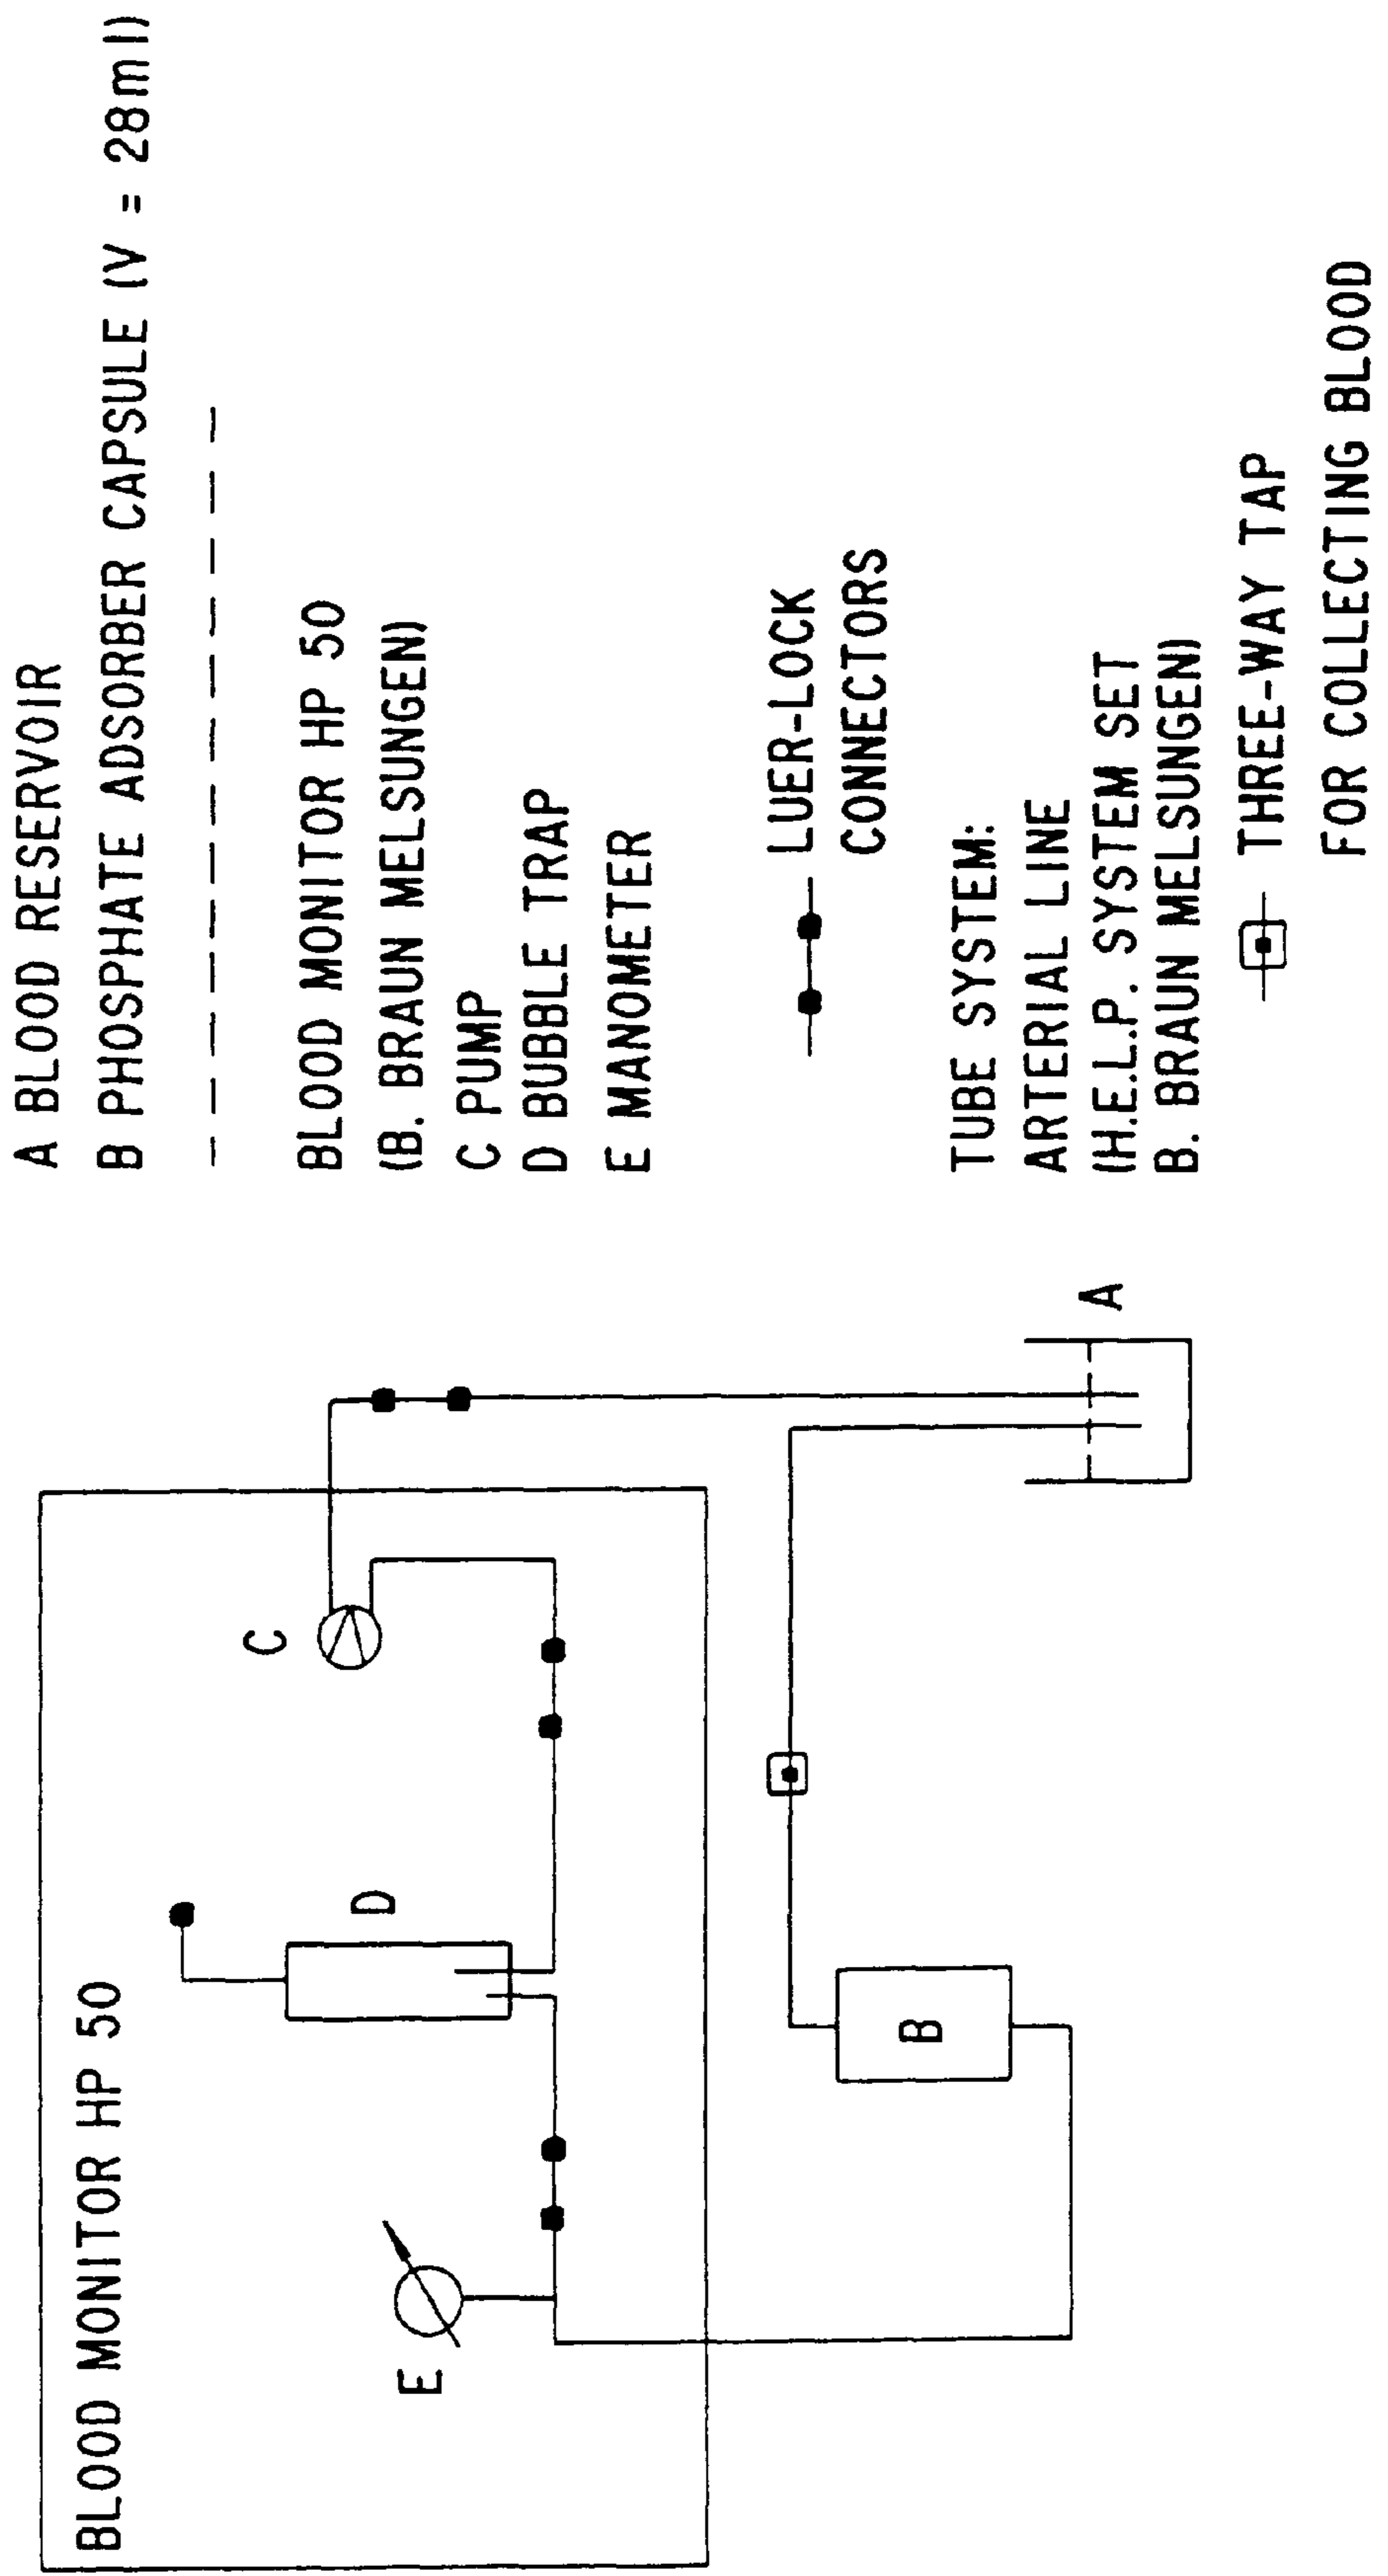 BLOOD MONITOR HP 50
E
D
C
B
A
A BLOOD RESERVOIR
B PHOSPHATE ADSORBER CAPSULE (V = 28ml)
BLOOD MONITOR HP 50
(B. BRAUN MELSUNGEN)
C PUMP
D BUBBLE TRAP
E MANOMETER
LUER-LOCK
CONNECTORS
TUBE SYSTEM:
ARTERIAL LINE
(H.E.L.P. SYSTEM SET
B. BRAUN MELSUNGEN)
THREE-WAY TAP
FOR COLLECTING BLOOD